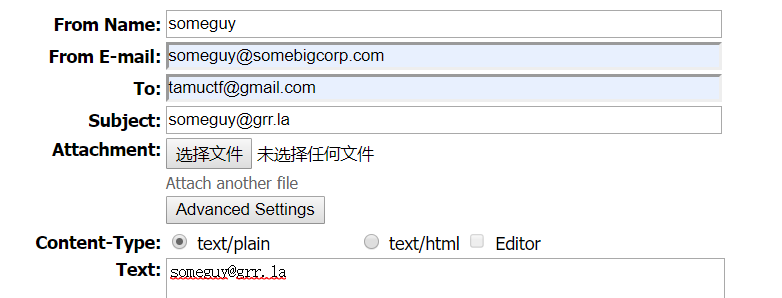 From Name: someguy
From E-mail: someguy@somebigcorp.com
To: tamuctf@gmail.com
Subject: someguy@grr.la
Attachment: 选择文件 未选择任何文件
Attach another file
Advanced Settings
Content-Type: text/plain text/html Editor
Text: someguy@grr.la